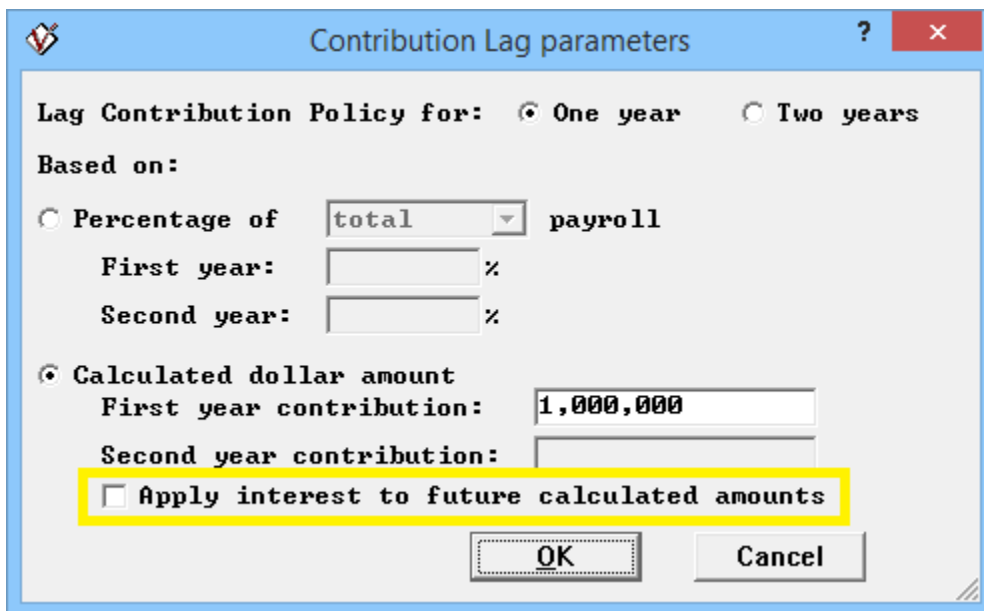 Contribution Lag parameters ? ×
Lag Contribution Policy for: One year Two years
Based on:
Percentage of total payroll
First year: %
Second year: %
Calculated dollar amount
First year contribution: 1,000,000
Second year contribution:
Apply interest to future calculated amounts
OK Cancel